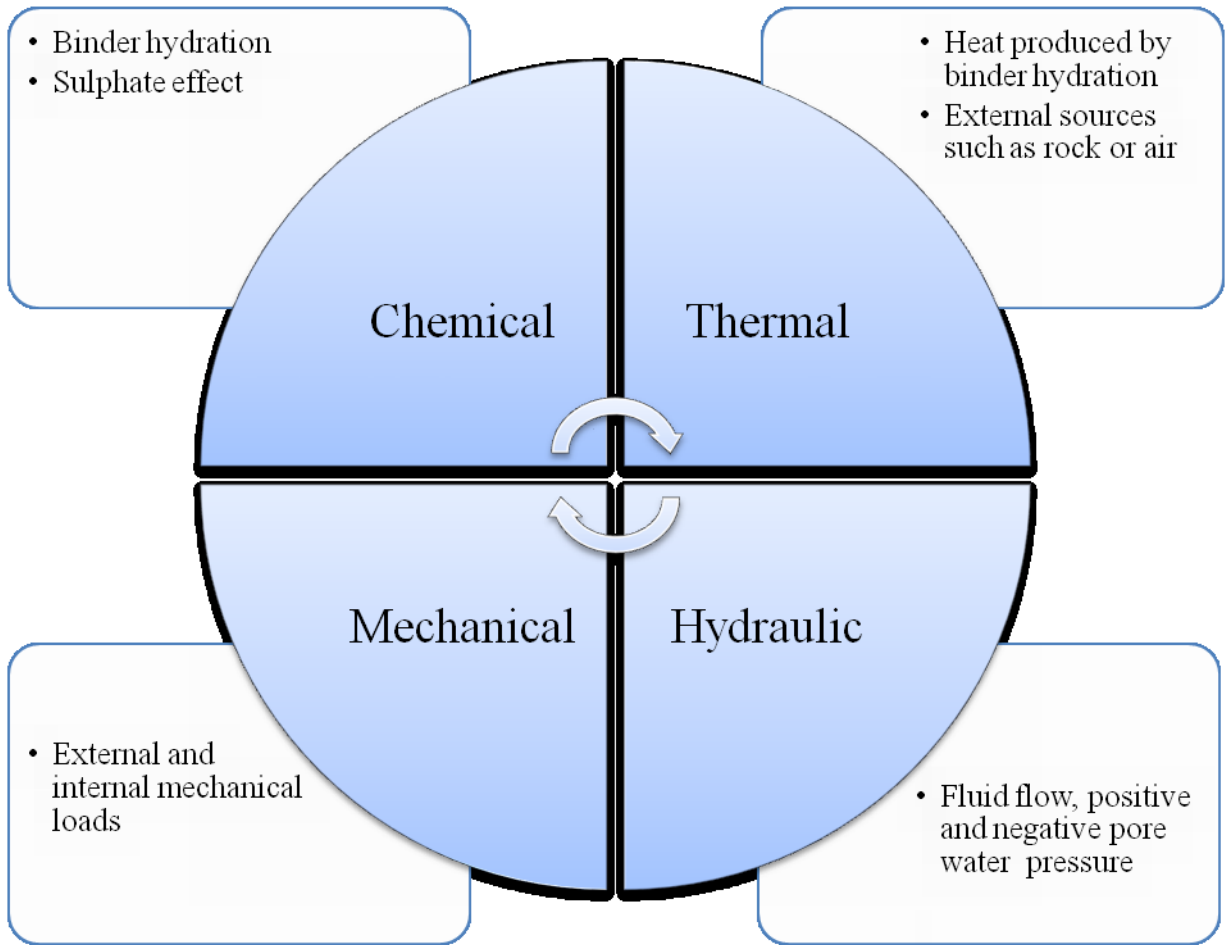 • Binder hydration
• Sulphate effect
• Heat produced by
binder hydration
• External sources
such as rock or air
Chemical
Thermal
Mechanical
Hydraulic
• External and
internal mechanical
loads
• Fluid flow, positive
and negative pore
water pressure